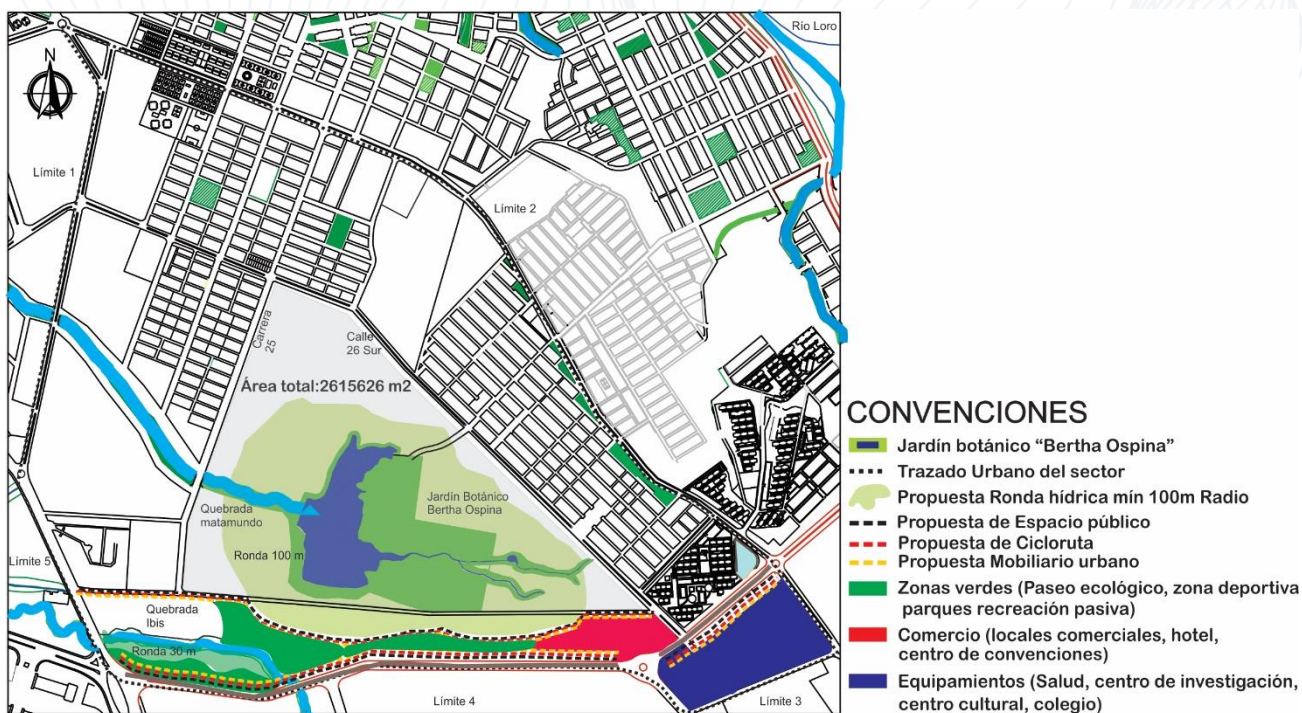 Río Loro
N
Límite 1
Límite 2
Carrera
25
Calle
26 Sur
Área total:2615626 m2
Quebrada
matamundo
Jardín Botánico
Bertha Ospina
Ronda 100 m
Límite 5
Quebrada
Ibis
Ronda 30 m
Límite 4
Límite 3
CONVENCIONES
Jardín botánico “Bertha Ospina”
Trazado Urbano del sector
Propuesta Ronda hídrica mín 100m Radio
Propuesta de Espacio público
Propuesta de Cicloruta
Propuesta Mobiliario urbano
Zonas verdes (Paseo ecológico, zona deportiva
parques recreación pasiva)
Comercio (locales comerciales, hotel,
centro de convenciones)
Equipamientos (Salud, centro de investigación,
centro cultural, colegio)